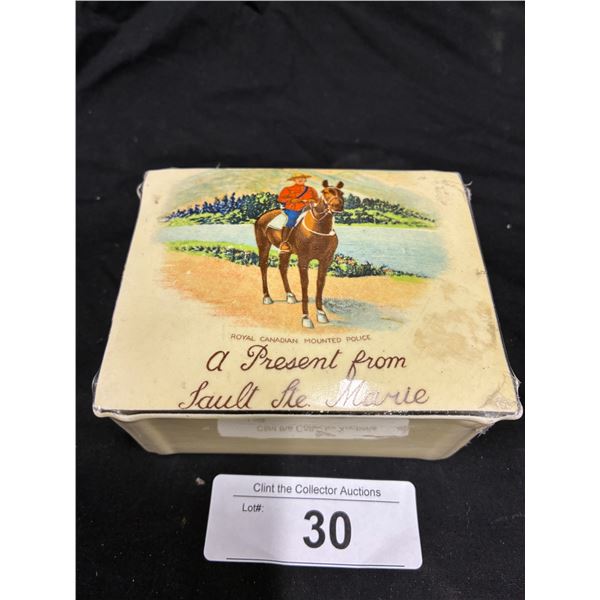 ROYAL CANADIAN MOUNTED POLICE
a Present from
Sault Ste. Marie
Clint the Collector Auctions
Lot#:
30